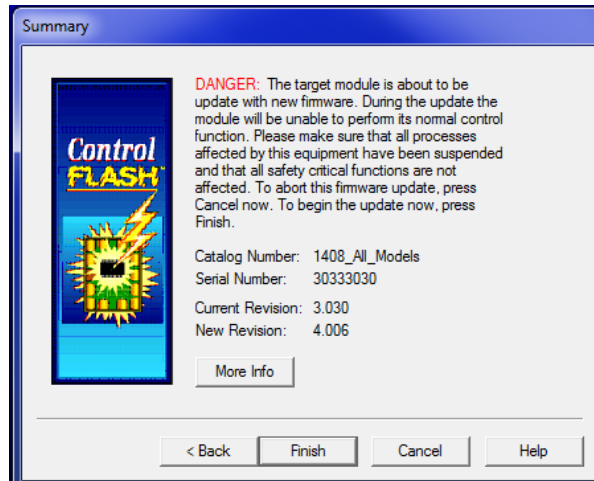 Summary
DANGER: The target module is about to be
update with new firmware. During the update the
module will be unable to perform its normal control
function. Please make sure that all processes
affected by this equipment have been suspended
and that all safety critical functions are not
affected. To abort this firmware update, press
Cancel now. To begin the update now, press
Finish.
Control
FLASH
Catalog Number: 1408_All_Models
Serial Number: 30333030
Current Revision: 3.030
New Revision: 4.006
More Info
< Back Finish Cancel Help